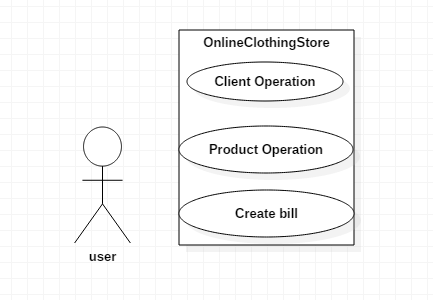 OnlineClothingStore
Client Operation
Product Operation
Create bill
user